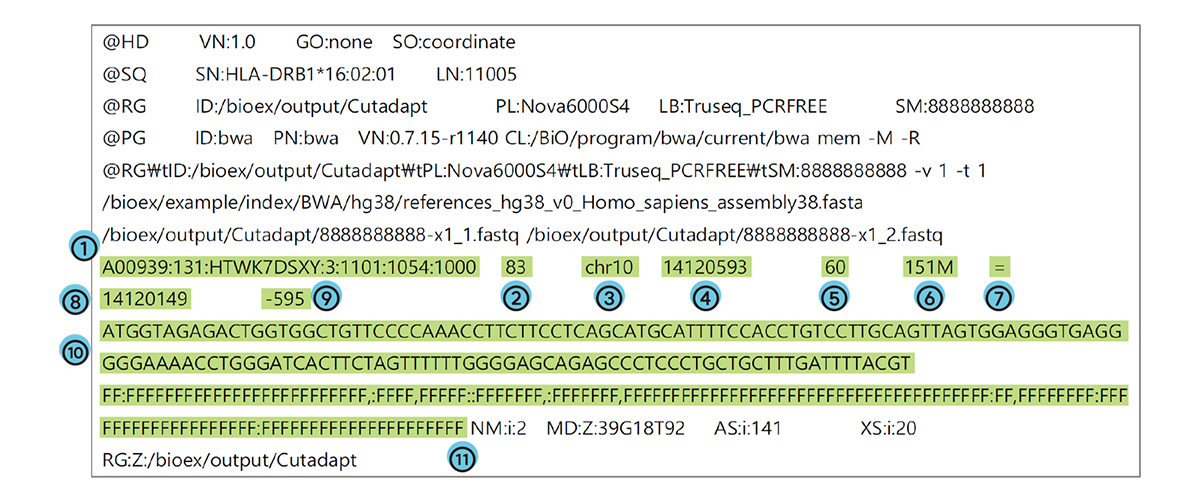 @HD VN:1.0 GO:none SO:coordinate
@SQ SN:HLA-DRB1*16:02:01 LN:11005
@RG ID:/bioex/output/Cutadapt PL:Nova6000S4 LB:Truseq_PCRFREE SM:8888888888
@PG ID:bwa PN:bwa VN:0.7.15-r1140 CL:/BiO/program/bwa/current/bwa mem -M -R
@RG₩tID:/bioex/output/Cutadapt₩tPL:Nova6000S4₩tLB:Truseq_PCRFREE₩tSM:8888888888 -v 1 -t 1
/bioex/example/index/BWA/hg38/references_hg38_v0_Homo_sapiens_assembly38.fasta
/bioex/output/Cutadapt/8888888888-x1_1.fastq /bioex/output/Cutadapt/8888888888-x1_2.fastq
①
A00939:131:HTWK7DSXY:3:1101:1054:1000 83 chr10 14120593 60 151M =
⑧ 14120149 -595 ⑨ ② ③ ④ ⑤ ⑥ ⑦
ATGGTAGAGACTGGTGGCTGTTCCCCAAACCTTCTTCCTCAGCATGCATTTTCCACCTGTCCTTGCAGTTAGTGGAGGGTGAGG
⑩
GGGAAAACCTGGGATCACTTCTAGTTTTTTGGGGAGCAGAGCCCTCCCTGCTGCTTTGATTTTACGT
FF:FFFFFFFFFFFFFFFFFFFFFFFFF,:FFFF,FFFFF::FFFFFFF,:FFFFFFF,FFFFFFFFFFFFFFFFFFFFFFFFFFFFFFFFFFFFFF:FF,FFFFFFFF:FFF
FFFFFFFFFFFFFFFF:FFFFFFFFFFFFFFFFFFFFF NM:i:2 MD:Z:39G18T92 AS:i:141 XS:i:20
RG:Z:/bioex/output/Cutadapt ⑪